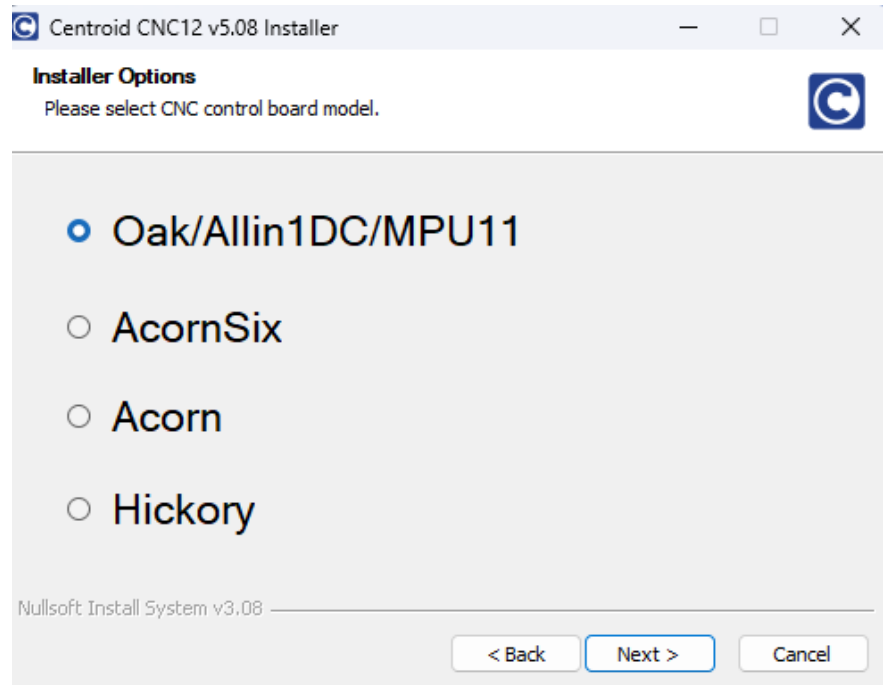 Centroid CNC12 v5.08 Installer
Installer Options
Please select CNC control board model.
Oak/Allin1DC/MPU11
AcornSix
Acorn
Hickory
Nullsoft Install System v3.08
< Back Next > Cancel